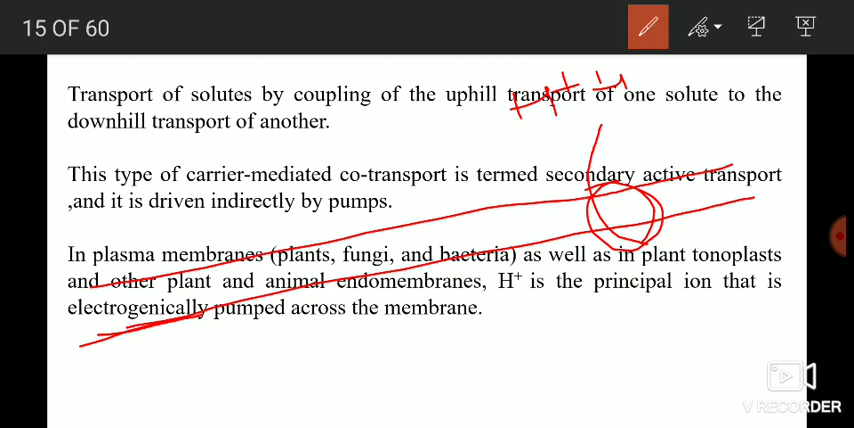 15 OF 60
Transport of solutes by coupling of the uphill transport of one solute to the
downhill transport of another.
This type of carrier-mediated co-transport is termed secondary active transport
,and it is driven indirectly by pumps.
In plasma membranes (plants, fungi, and bacteria) as well as in plant tonoplasts
and other plant and animal endomembranes, H⁺ is the principal ion that is
electrogenically pumped across the membrane.
V RECORDER